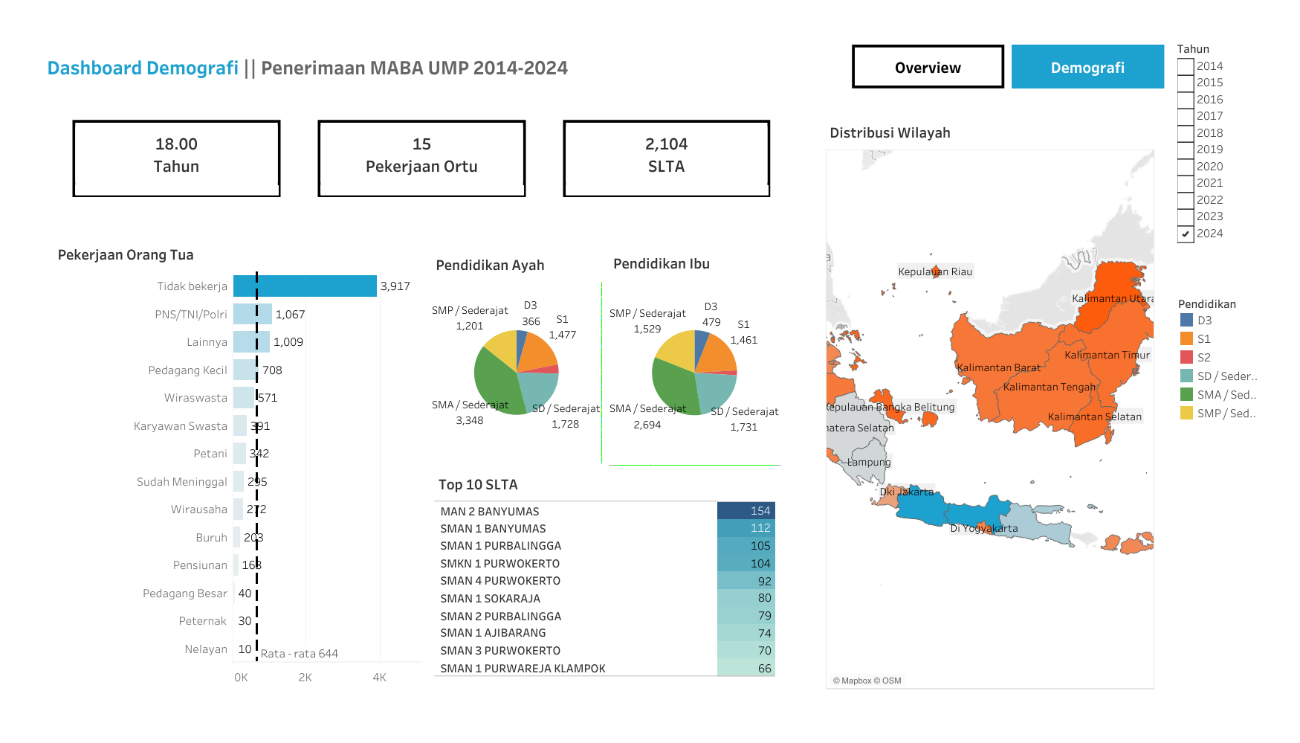 Dashboard Demografi || Penerimaan MABA UMP 2014-2024
Overview
Demografi
Tahun
2014
2015
2016
2017
2018
2019
2020
2021
2022
2023
2024
18.00
Tahun
15
Pekerjaan Ortu
2,104
SLTA
Pekerjaan Orang Tua
Tidak bekerja 3,917
PNS/TNI/Polri 1,067
Lainnya 1,009
Pedagang Kecil 708
Wiraswasta 571
Karyawan Swasta 391
Petani 342
Sudah Meninggal 295
Wirausaha 272
Buruh 203
Pensiunan 163
Pedagang Besar 40
Peternak 30
Nelayan 10
Rata - rata 644
0K 2K 4K
Pendidikan Ayah
SMP / Sederajat
1,201
D3
366
S1
1,477
SMA / Sederajat
3,348
SD / Sederajat
1,728
Pendidikan Ibu
SMP / Sederajat
1,529
D3
479
S1
1,461
SMA / Sederajat
2,694
SD / Sederajat
1,731
Top 10 SLTA
MAN 2 BANYUMAS 154
SMAN 1 BANYUMAS 112
SMAN 1 PURBALINGGA 105
SMKN 1 PURWOKERTO 104
SMAN 4 PURWOKERTO 92
SMAN 1 SOKARAJA 80
SMAN 2 PURBALINGGA 79
SMAN 1 AJIBARANG 74
SMAN 3 PURWOKERTO 70
SMAN 1 PURWAREJA KLAMPOK 66
Distribusi Wilayah
a
Kepulauan Riau
Kalimantan Utara
Kalimantan Timur
Kalimantan Barat
Kalimantan Tengah
Kepulauan Bangka Belitung
Kalimantan Selatan
natera Selatan
Lampung
Dki Jakarta
Di Yogyakarta
© Mapbox © OSM
Pendidikan
D3
S1
S2
SD / Seder..
SMA / Sed..
SMP / Sed..